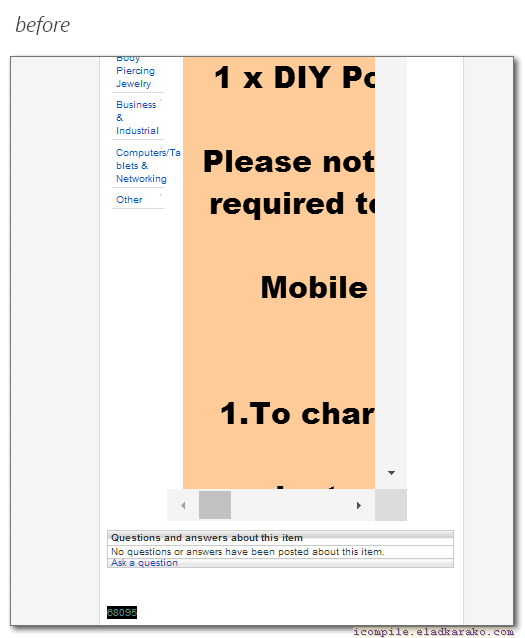 before
Body
Piercing
Jewelry
Business
&
Industrial
Computers/Ta
blets &
Networking
Other
1 x DIY Po
Please not
required to
Mobile
1.To char
Questions and answers about this item
No questions or answers have been posted about this item.
Ask a question
68095
icompile.eladkarako.com